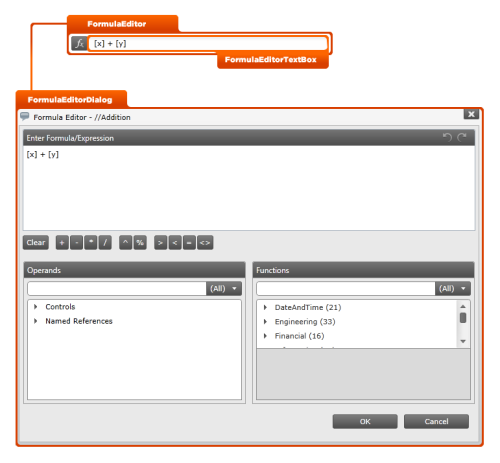 FormulaEditor
fx [x] + [y]
FormulaEditorTextBox
FormulaEditorDialog
Formula Editor - //Addition
Enter Formula/Expression
[x] + [y]
Clear + - * / ^ % > < = <>
Operands Functions
(All) (All)
Controls DateAndTime (21)
Named References Engineering (33)
Financial (16)
OK Cancel